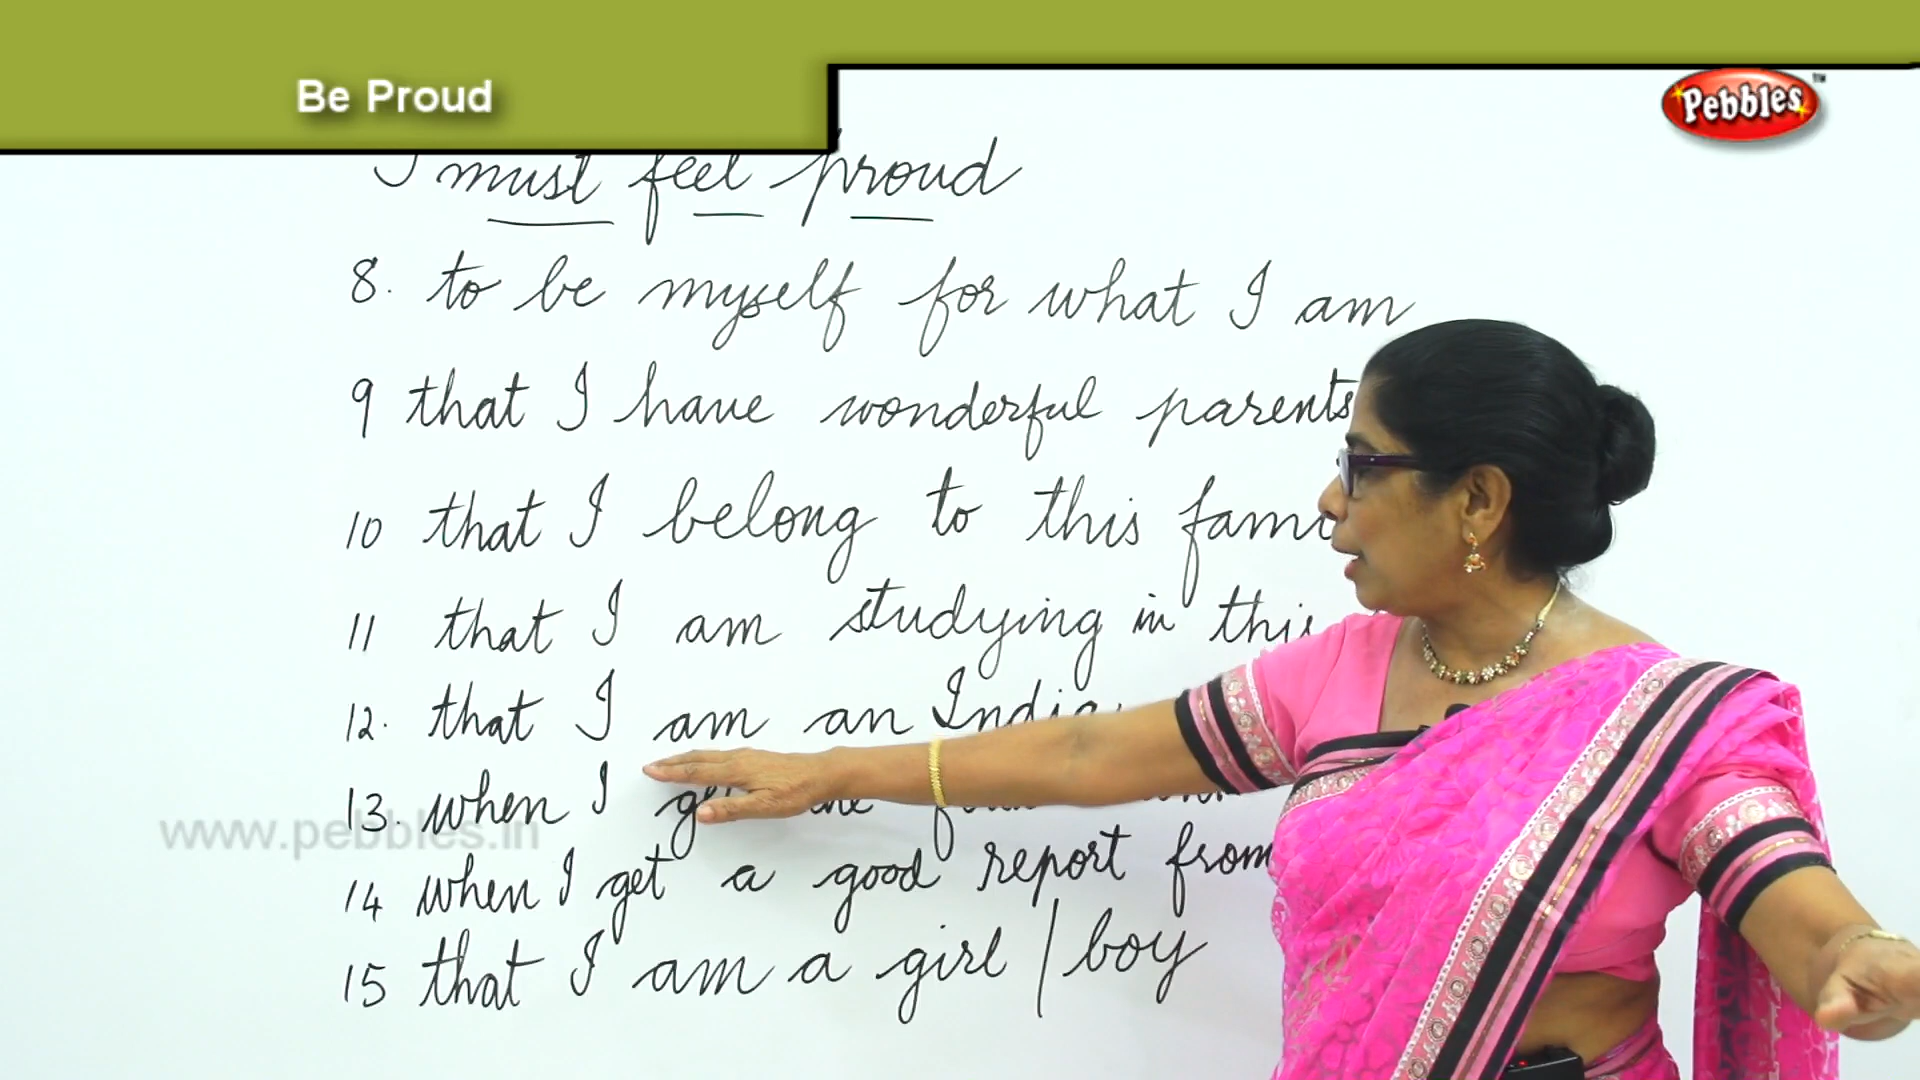 Be Proud
Pebbles TM
I must feel proud
8. to be myself for what I am
9 that I have wonderful parents
10 that I belong to this
11 that I am studying in this
12. that I am an
13. when I
14 when I get a good report from
15 that I am a girl / boy
www.pebbles.in